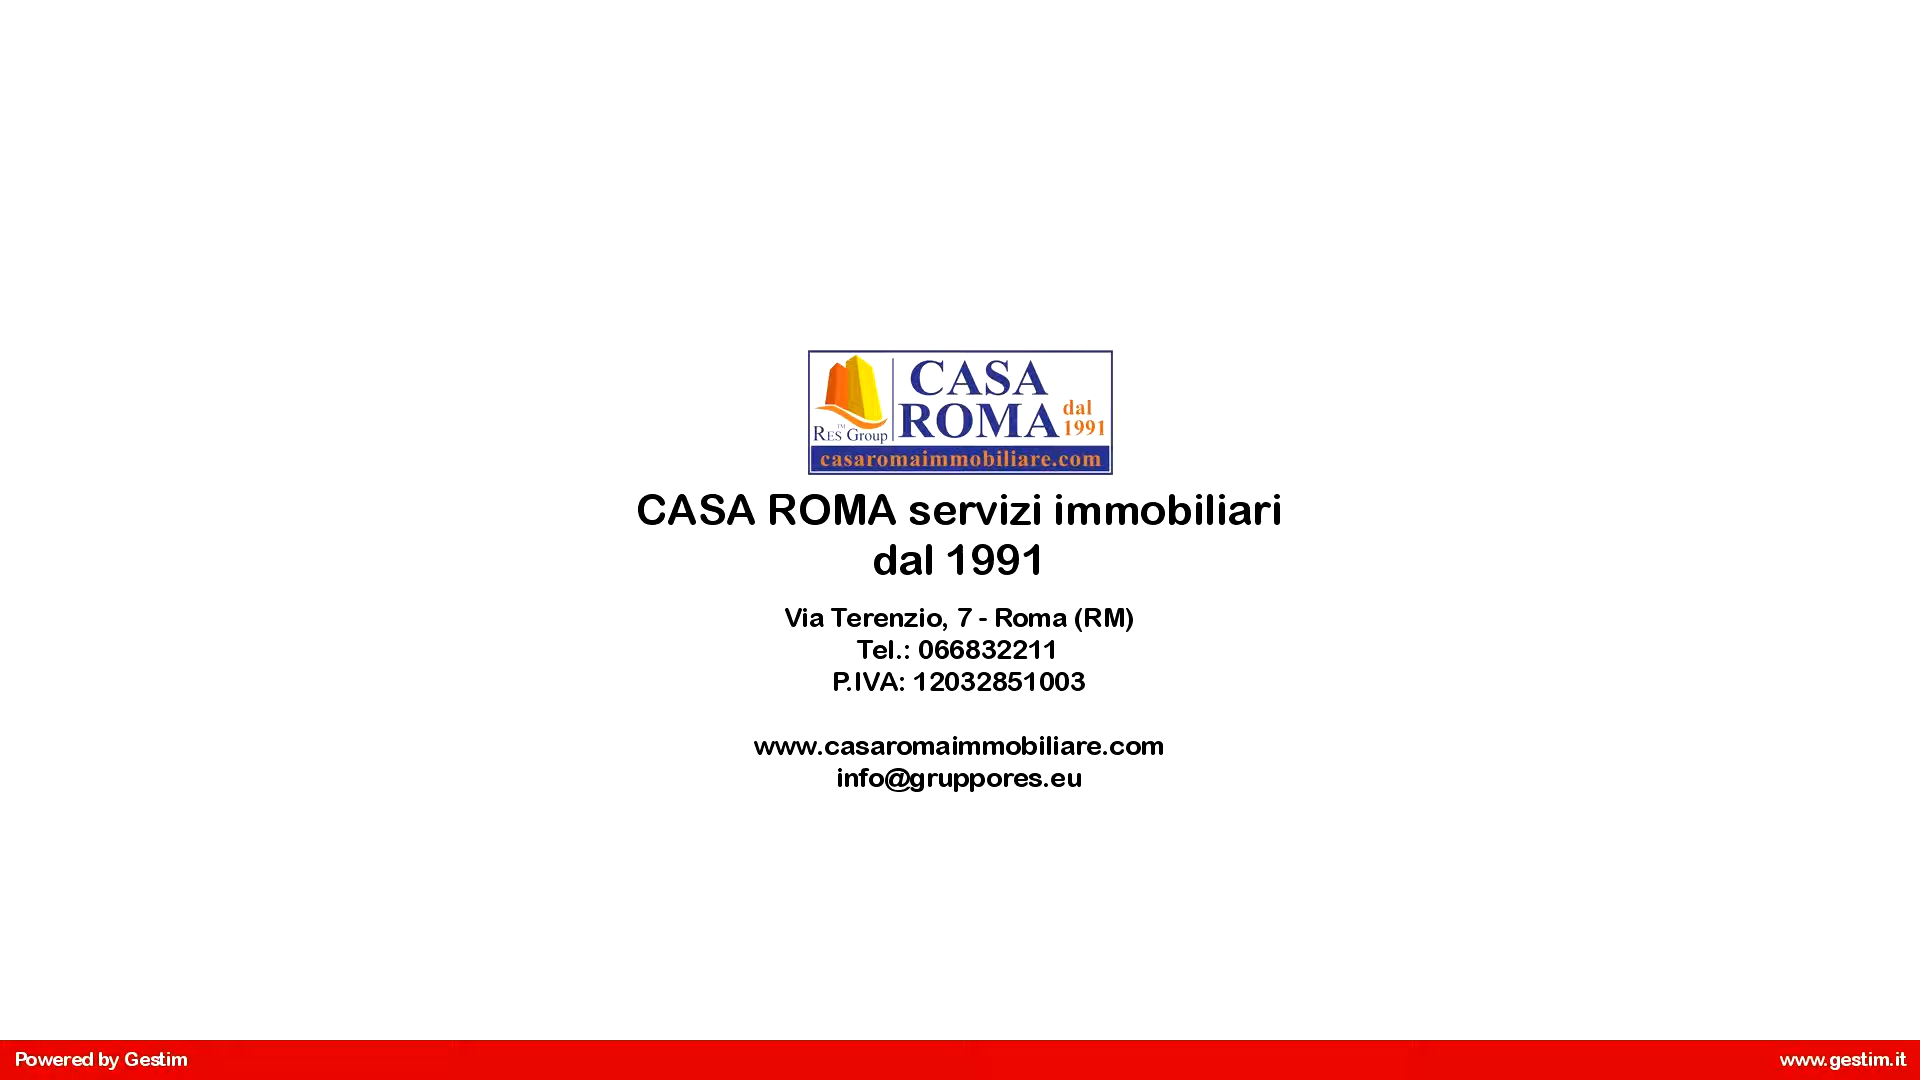 CASA
ROMA
dal
1991
RES Group
TM
casaromaimmobiliare.com
CASA ROMA servizi immobiliari
dal 1991
Via Terenzio, 7 - Roma (RM)
Tel.: 066832211
P.IVA: 12032851003
www.casaromaimmobiliare.com
info@gruppores.eu
Powered by Gestim
www.gestim.it